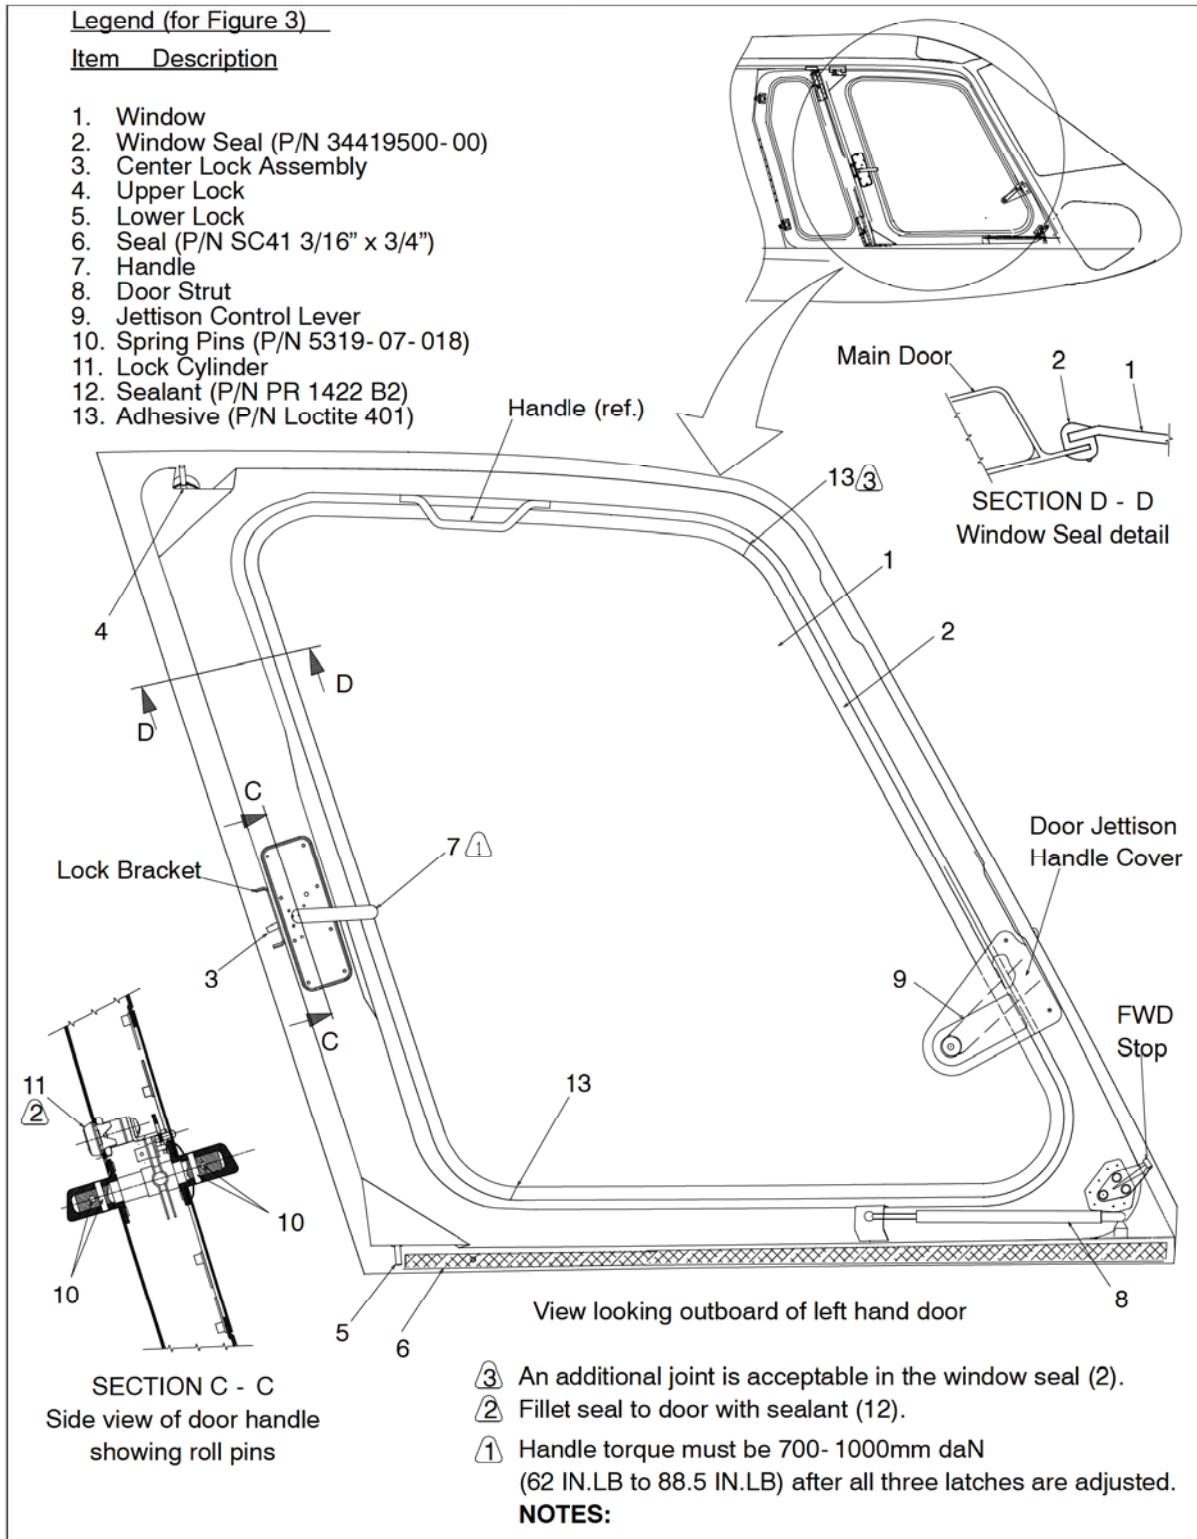 Legend (for Figure 3)
Item Description
1. Window
2. Window Seal (P/N 34419500-00)
3. Center Lock Assembly
4. Upper Lock
5. Lower Lock
6. Seal (P/N SC41 3/16” x 3/4”)
7. Handle
8. Door Strut
9. Jettison Control Lever
10. Spring Pins (P/N 5319-07-018)
11. Lock Cylinder
12. Sealant (P/N PR 1422 B2)
13. Adhesive (P/N Loctite 401)
Main Door
2
1
SECTION D - D
Window Seal detail
Handle (ref.)
13 3
1
2
4
D
D
C
7 1
Lock Bracket
Door Jettison
Handle Cover
3
C
9
FWD
Stop
11
2
13
10
10
5
6
8
View looking outboard of left hand door
SECTION C - C
Side view of door handle
showing roll pins
3 An additional joint is acceptable in the window seal (2).
2 Fillet seal to door with sealant (12).
1 Handle torque must be 700-1000mm daN
(62 IN.LB to 88.5 IN.LB) after all three latches are adjusted.
NOTES: